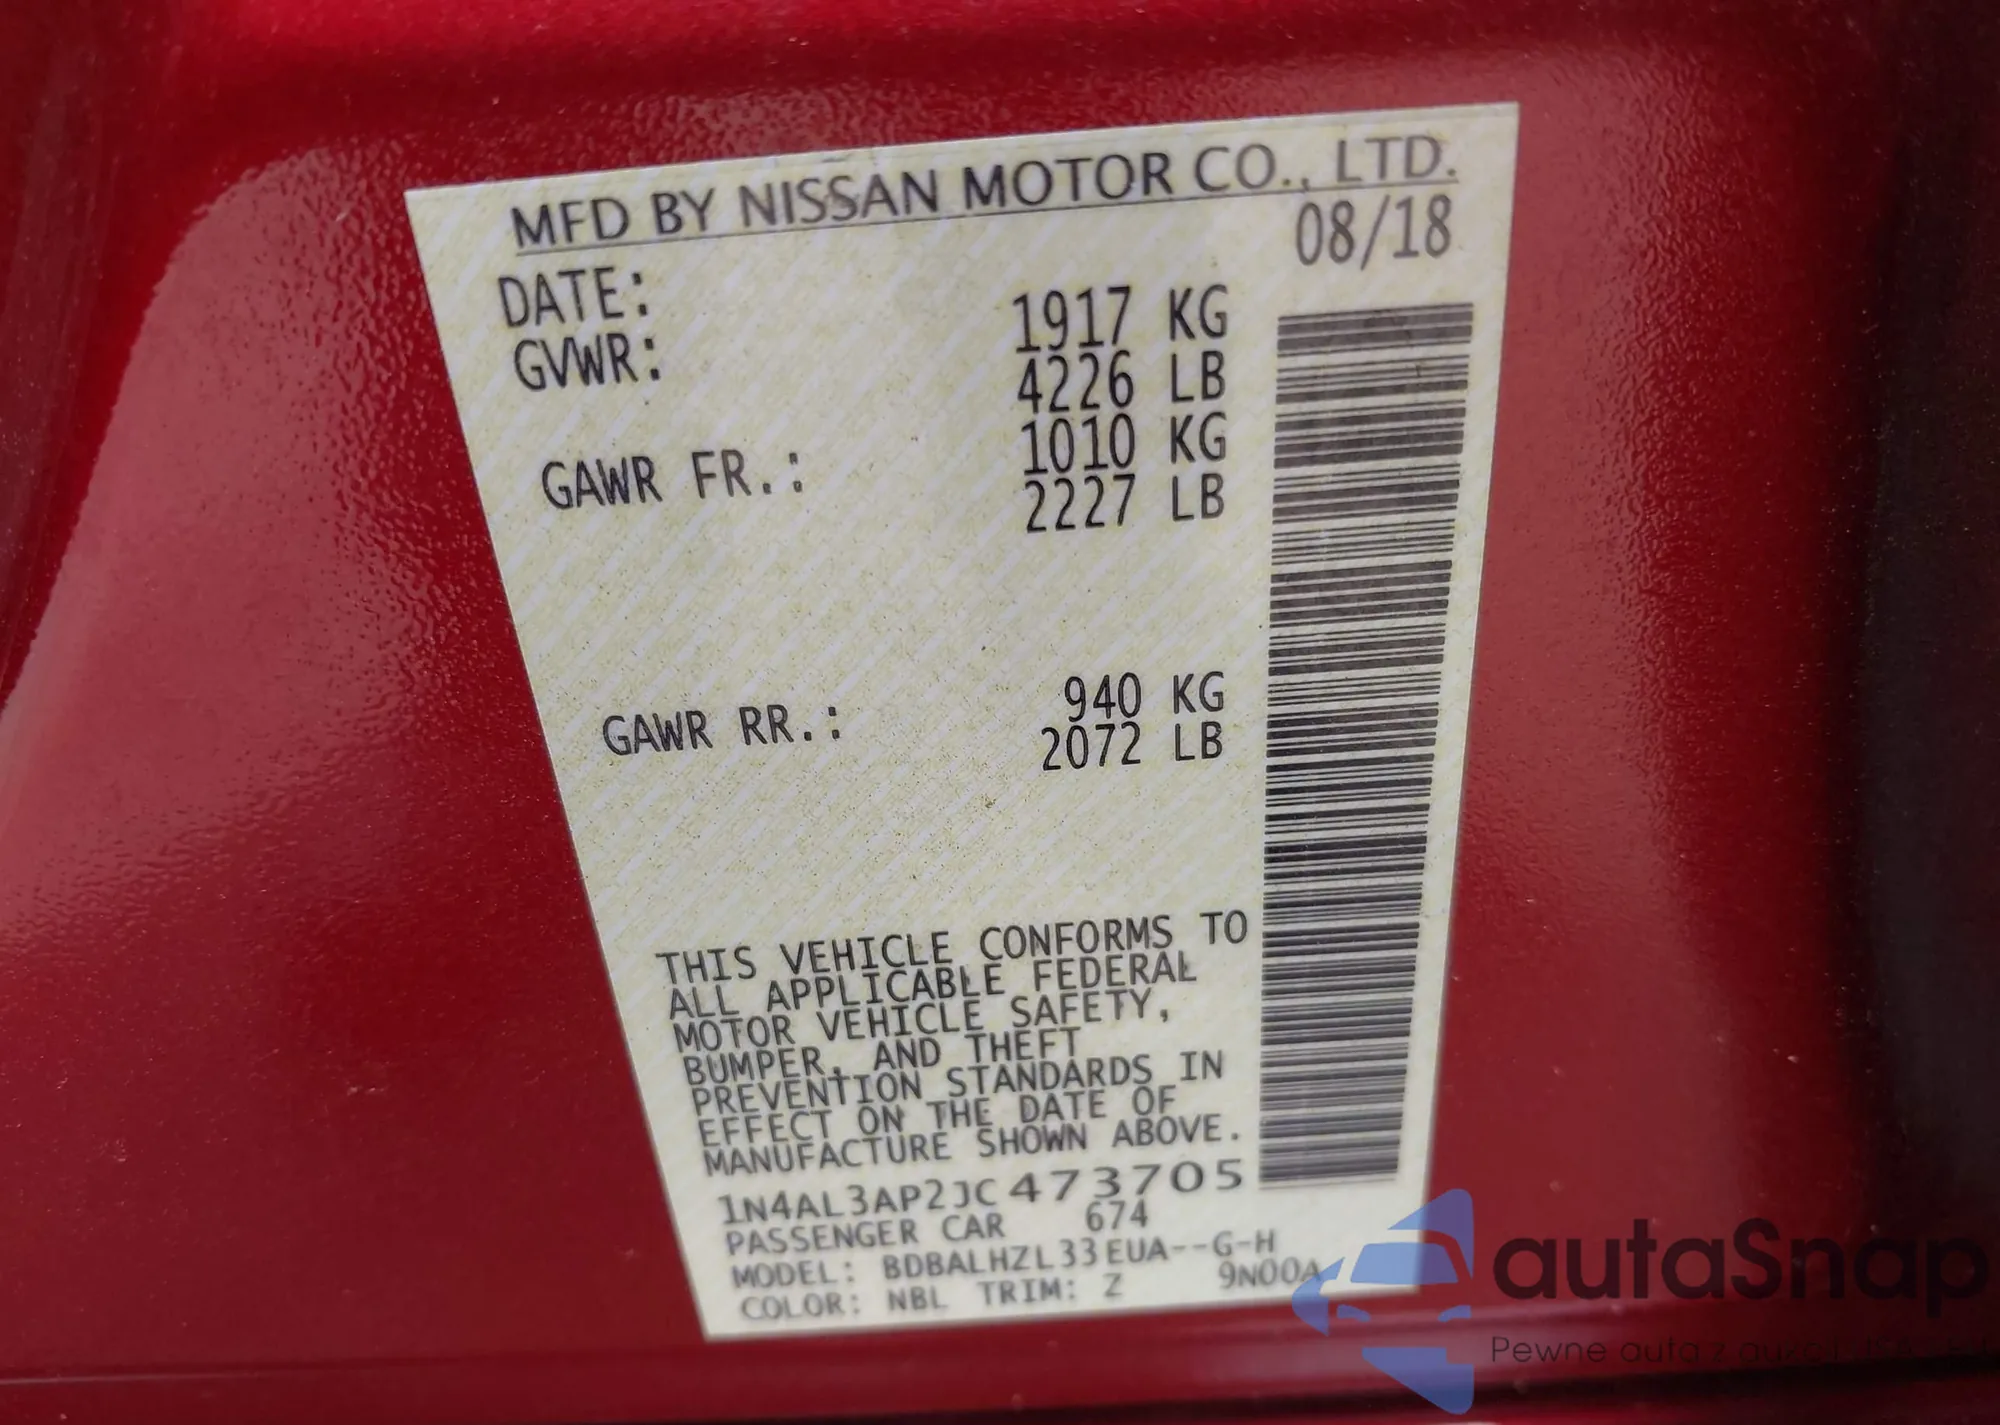 MFD BY NISSAN MOTOR CO., LTD.
DATE: 08/18
GVWR: 1917 KG
4226 LB
GAWR FR.: 1010 KG
2227 LB
GAWR RR.: 940 KG
2072 LB
THIS VEHICLE CONFORMS TO
ALL APPLICABLE FEDERAL
MOTOR VEHICLE SAFETY,
BUMPER, AND THEFT
PREVENTION STANDARDS IN
EFFECT ON THE DATE OF
MANUFACTURE SHOWN ABOVE.
1N4AL3AP2JC473705
PASSENGER CAR 674
MODEL: BDBALHZL33EUA--G-H
COLOR: NBL TRIM: Z 9N00A
autaSnap
Pewne auta z